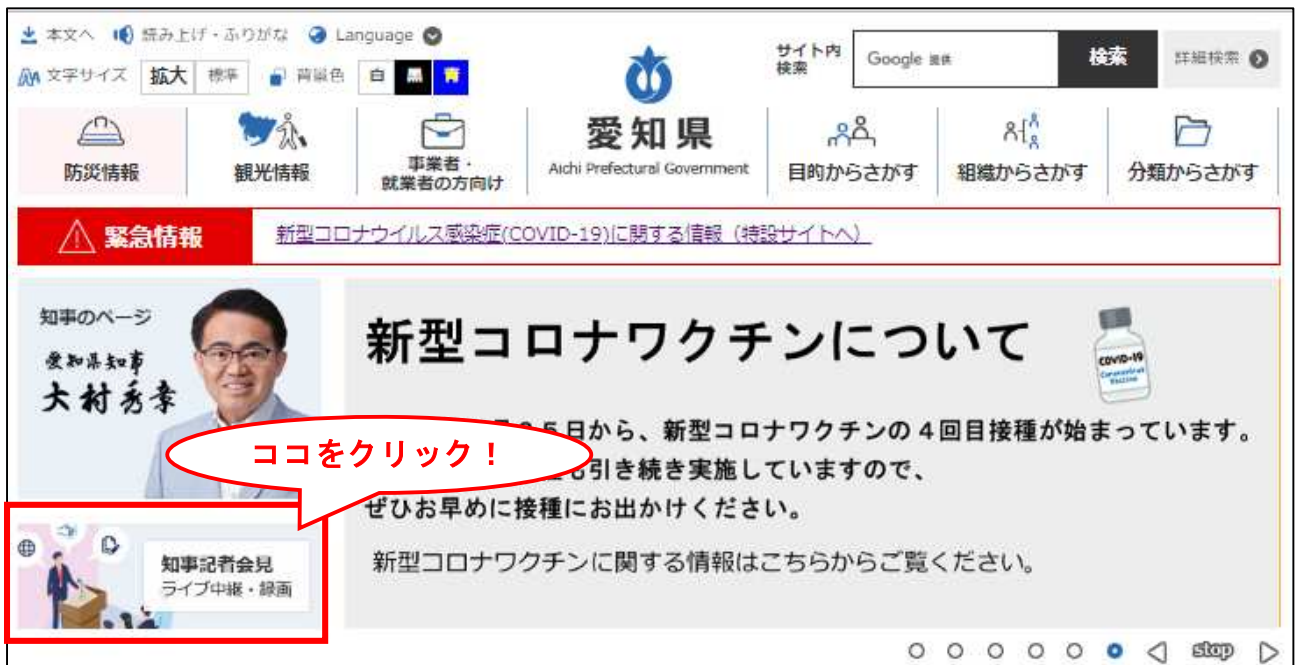 本文へ 読み上げ・ふりがな Language
文字サイズ 拡大 標準 背景色 白 黒 青
サイト内
検索
Google 提供
検索
詳細検索
防災情報
観光情報
事業者・
就業者の方向け
愛知県
Aichi Prefectural Government
目的からさがす
組織からさがす
分類からさがす
緊急情報
新型コロナウイルス感染症(COVID-19)に関する情報（特設サイトへ）
知事のページ
愛知県知事
大村秀章
新型コロナワクチンについて
COVID-19
Coronavirus
Vaccine
５日から、新型コロナワクチンの４回目接種が始まっています。
も引き続き実施していますので、
ぜひお早めに接種にお出かけください。
新型コロナワクチンに関する情報はこちらからご覧ください。
ココをクリック！
知事記者会見
ライブ中継・録画
stop